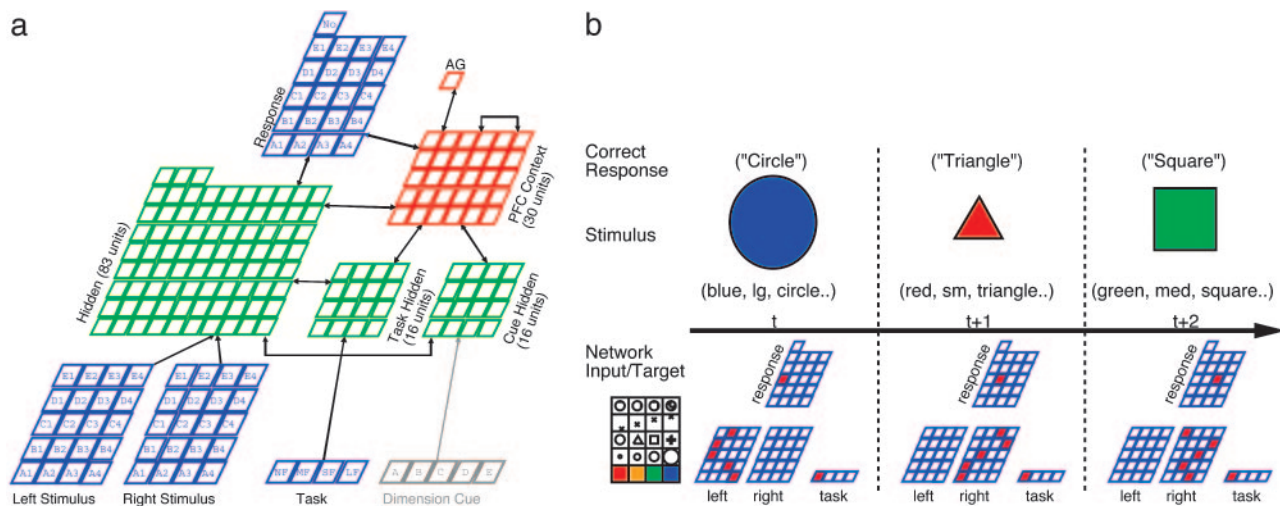 a
No
E1 E2 E3 E4
D1 D2 D3 D4
C1 C2 C3 C4
B1 B2 B3 B4
A1 A2 A3 A4
Response
AG
PFC Context
(30 units)
Hidden (83 units)
Task Hidden
(16 units)
Cue Hidden
(16 units)
E1 E2 E3 E4
D1 D2 D3 D4
C1 C2 C3 C4
B1 B2 B3 B4
A1 A2 A3 A4
Left Stimulus
E1 E2 E3 E4
D1 D2 D3 D4
C1 C2 C3 C4
B1 B2 B3 B4
A1 A2 A3 A4
Right Stimulus
NF MF SF LF
Task
A B C D E
Dimension Cue
b
Correct
Response
("Circle")
("Triangle")
("Square")
Stimulus
(blue, lg, circle..)
(red, sm, triangle..)
(green, med, square..)
t
t+1
t+2
Network
Input/Target
response
response
response
left right task
left right task
left right task